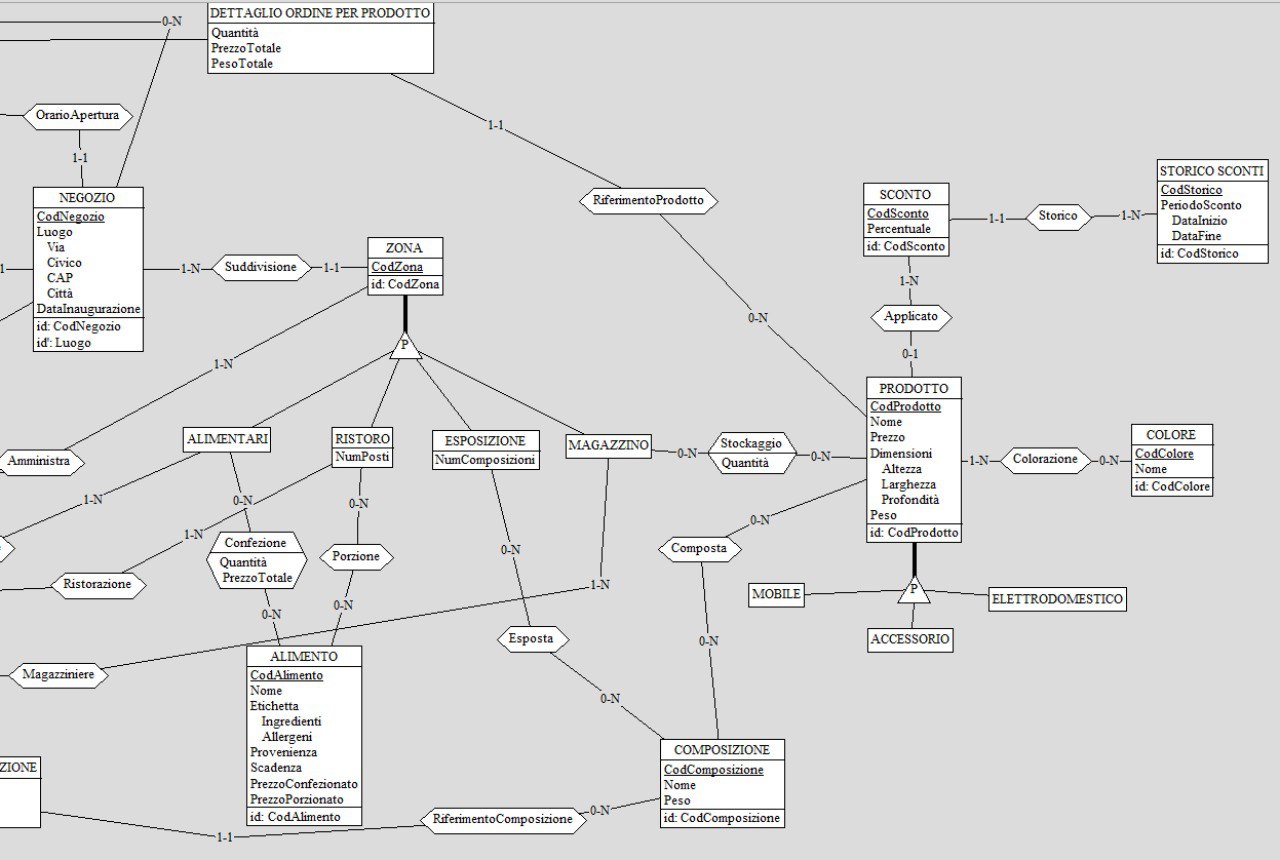 DETTAGLIO ORDINE PER PRODOTTO
Quantità
PrezzoTotale
PesoTotale
0-N
OrarioApertura
1-1
NEGOZIO
CodNegozio
Luogo
Via
Civico
CAP
Città
DataInaugurazione
id: CodNegozio
id': Luogo
1-N
Suddivisione
1-1
ZONA
CodZona
id: CodZona
P
Amministra
1-N
1-N
ALIMENTARI
0-N
Confezione
Quantità
PrezzoTotale
0-N
Ristorazione
1-N
RISTORO
NumPosti
0-N
Porzione
0-N
ALIMENTO
CodAlimento
Nome
Etichetta
Ingredienti
Allergeni
Provenienza
Scadenza
PrezzoConfezionato
PrezzoPorzionato
id: CodAlimento
Magazziniere
1-N
ZIONE
1-1
RiferimentoComposizione
0-N
ESPOSIZIONE
NumComposizioni
0-N
Esposta
0-N
MAGAZZINO
0-N
Stockaggio
Quantità
0-N
1-1
RiferimentoProdotto
0-N
COMPOSIZIONE
CodComposizione
Nome
Peso
id: CodComposizione
0-N
Composta
0-N
MOBILE
ACCESSORIO
P
ELETTRODOMESTICO
PRODOTTO
CodProdotto
Nome
Prezzo
Dimensioni
Altezza
Larghezza
Profondità
Peso
id: CodProdotto
0-1
Applicato
1-N
SCONTO
CodSconto
Percentuale
id: CodSconto
1-1
Storico
1-N
STORICO SCONTI
CodStorico
PeriodoSconto
DataInizio
DataFine
id: CodStorico
1-N
Colorazione
0-N
COLORE
CodColore
Nome
id: CodColore